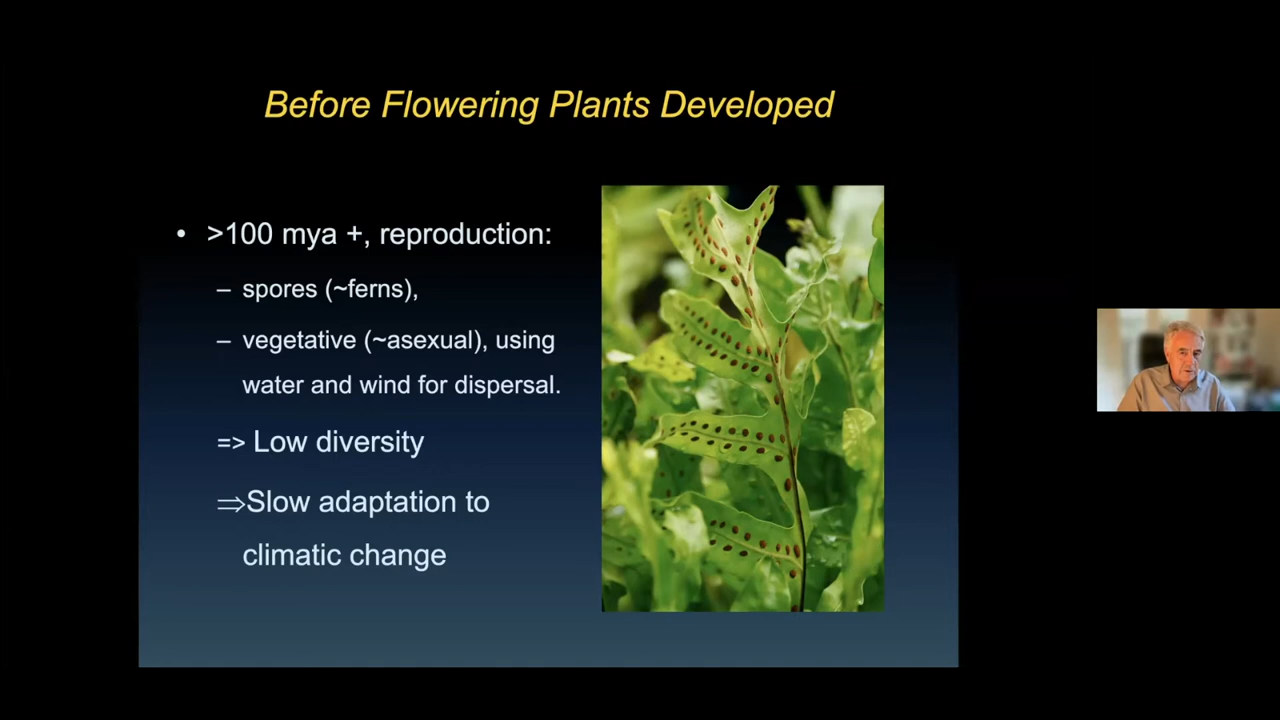 Before Flowering Plants Developed
• >100 mya +, reproduction:
– spores (~ferns),
– vegetative (~asexual), using
water and wind for dispersal.
=> Low diversity
⇒Slow adaptation to
climatic change